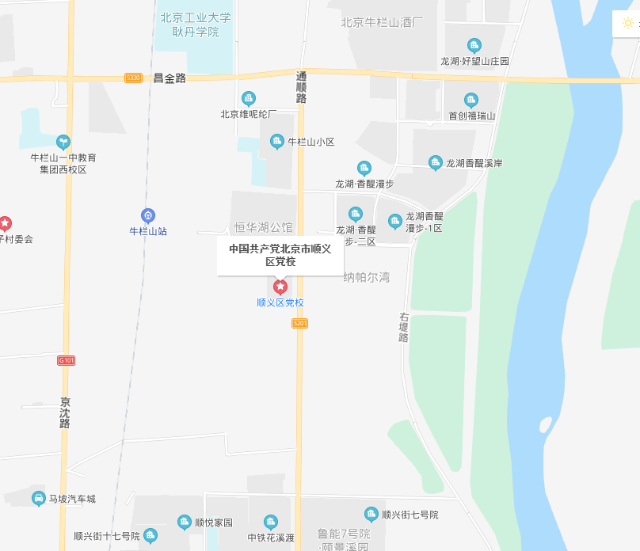 北京工业大学
耿丹学院
北京牛栏山酒厂
龙湖·好望山庄园
S330
昌金路
通
顺
路
北京维呢纶厂
首创禧瑞山
牛栏山小区
牛栏山一中教育
集团西校区
龙湖香醍溪岸
龙湖·香醍漫步
牛栏山站
恒华湖公馆
龙湖·香醍
步-二区
龙湖香醍
漫步-1区
子村委会
中国共产党北京市顺义
区党校
纳帕尔湾
顺义区党校
右
堤
路
G101
京
沈
路
马坡汽车城
顺兴街十七号院
顺悦家园
中铁花溪渡
鲁能7号院
·颐景溪园
顺兴街七号院